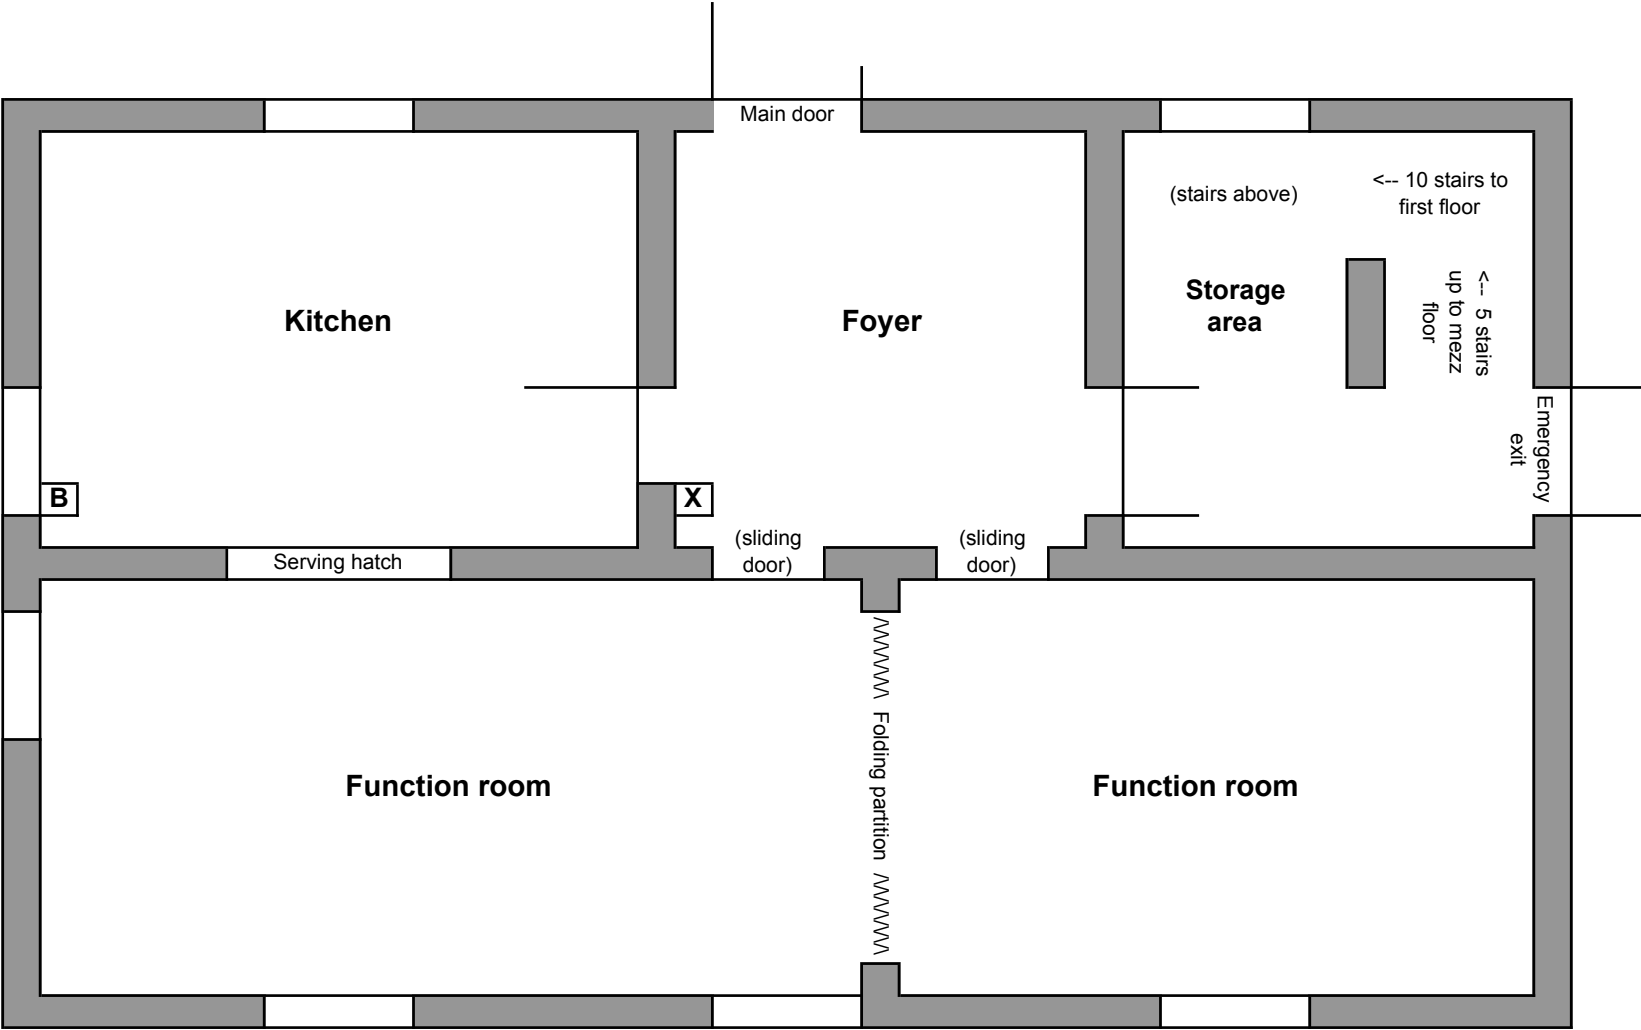 Main door
(stairs above)
<-- 10 stairs to
first floor
Kitchen
Foyer
Storage
area
<-- 5 stairs
up to mezz
floor
Emergency
exit
B
X
Serving hatch
(sliding
door)
(sliding
door)
/\/\/\/\/\/\/\ Folding partition /\/\/\/\/\/\/\
Function room
Function room